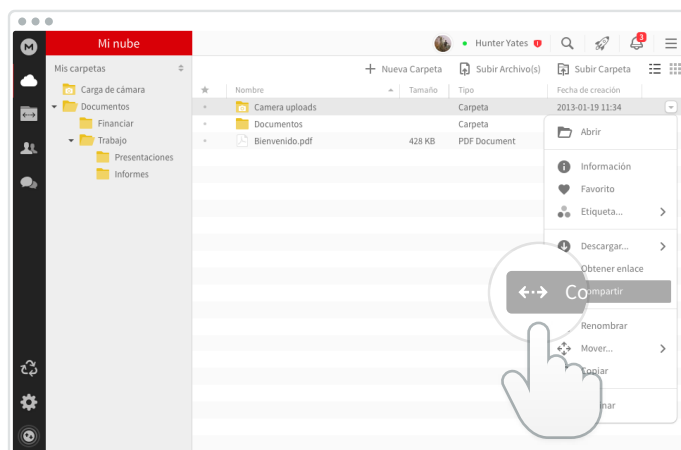 M
Mi nube
Hunter Yates
3
Mis carpetas
Nueva Carpeta
Subir Archivo(s)
Subir Carpeta
Nombre
Tamaño
Tipo
Fecha de creación
Carga de cámara
Documentos
Financiar
Trabajo
Presentaciones
Informes
Camera uploads
Carpeta
2013-01-19 11:34
Documentos
Carpeta
Bienvenido.pdf
428 KB
PDF Document
Abrir
Información
Favorito
Etiqueta...
Descargar...
Obtener enlace
Co
ompartir
Renombrar
Mover...
Copiar
inar